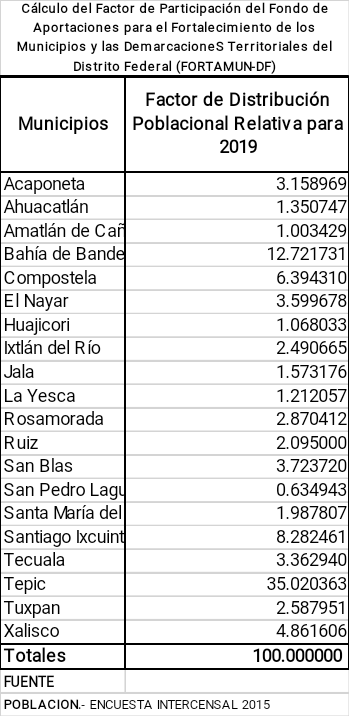 Cálculo del Factor de Participación del Fondo de
Aportaciones para el Fortalecimiento de los
Municipios y las DemarcacioneS Territoriales del
Distrito Federal (FORTAMUN-DF)
Municipios
Factor de Distribución
Poblacional Relativa para
2019
Acaponeta 3.158969
Ahuacatlán 1.350747
Amatlán de Cañ 1.003429
Bahía de Bande 12.721731
Compostela 6.394310
El Nayar 3.599678
Huajicori 1.068033
Ixtlán del Río 2.490665
Jala 1.573176
La Yesca 1.212057
Rosamorada 2.870412
Ruiz 2.095000
San Blas 3.723720
San Pedro Lagu 0.634943
Santa María del 1.987807
Santiago Ixcuint 8.282461
Tecuala 3.362940
Tepic 35.020363
Tuxpan 2.587951
Xalisco 4.861606
Totales 100.000000
FUENTE
POBLACION.- ENCUESTA INTERCENSAL 2015